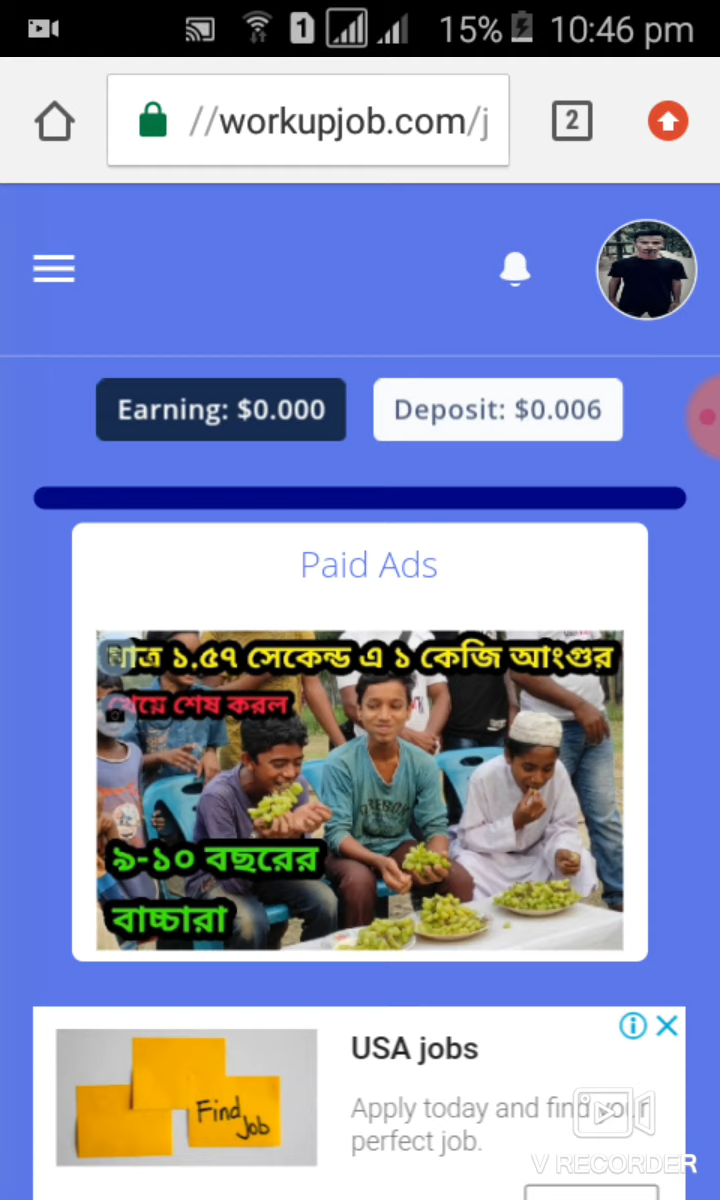 1
15%
10:46 pm
//workupjob.com/j
2
Earning: $0.000
Deposit: $0.006
Paid Ads
মাত্র ১.৫৭ সেকেন্ড এ ১ কেজি আংগুর
খেয়ে শেষ করল
৯-১০ বছরের
বাচ্চারা
Find
Job
USA jobs
Apply today and find your
perfect job.
V RECORDER